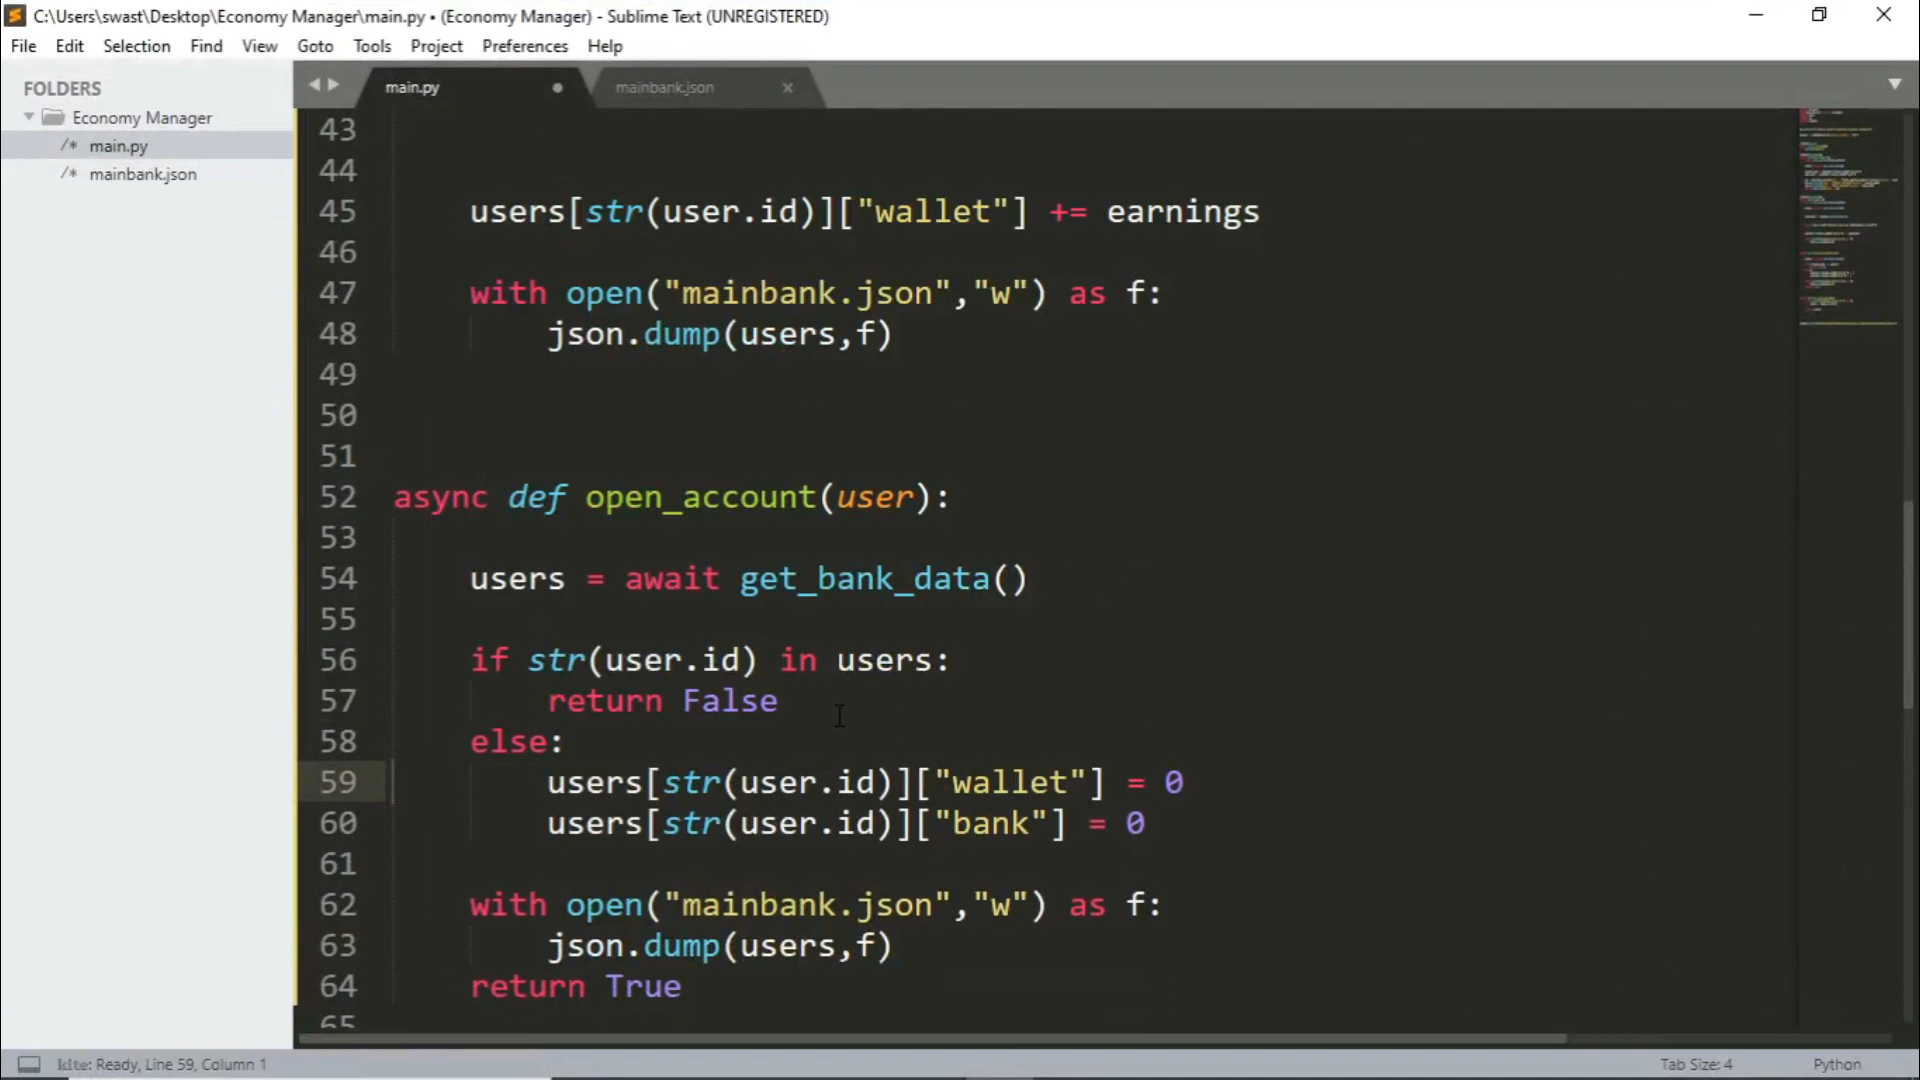 C:\Users\swast\Desktop\Economy Manager\main.py • (Economy Manager) - Sublime Text (UNREGISTERED)
File Edit Selection Find View Goto Tools Project Preferences Help
FOLDERS
Economy Manager
/* main.py
/* mainbank.json
main.py
mainbank.json
43
44
45 users[str(user.id)]["wallet"] += earnings
46
47 with open("mainbank.json","w") as f:
48 json.dump(users,f)
49
50
51
52 async def open_account(user):
53
54 users = await get_bank_data()
55
56 if str(user.id) in users:
57 return False
58 else:
59 users[str(user.id)]["wallet"] = 0
60 users[str(user.id)]["bank"] = 0
61
62 with open("mainbank.json","w") as f:
63 json.dump(users,f)
64 return True
65
kite: Ready, Line 59, Column 1
Tab Size: 4
Python